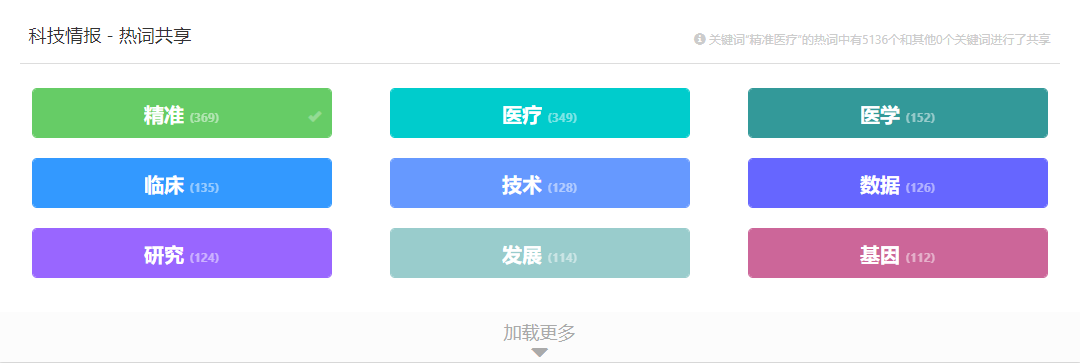 科技情报 - 热词共享
关键词“精准医疗”的热词中有5136个和其他0个关键词进行了共享
精准 (369)
医疗 (349)
医学 (152)
临床 (135)
技术 (128)
数据 (126)
研究 (124)
发展 (114)
基因 (112)
加载更多